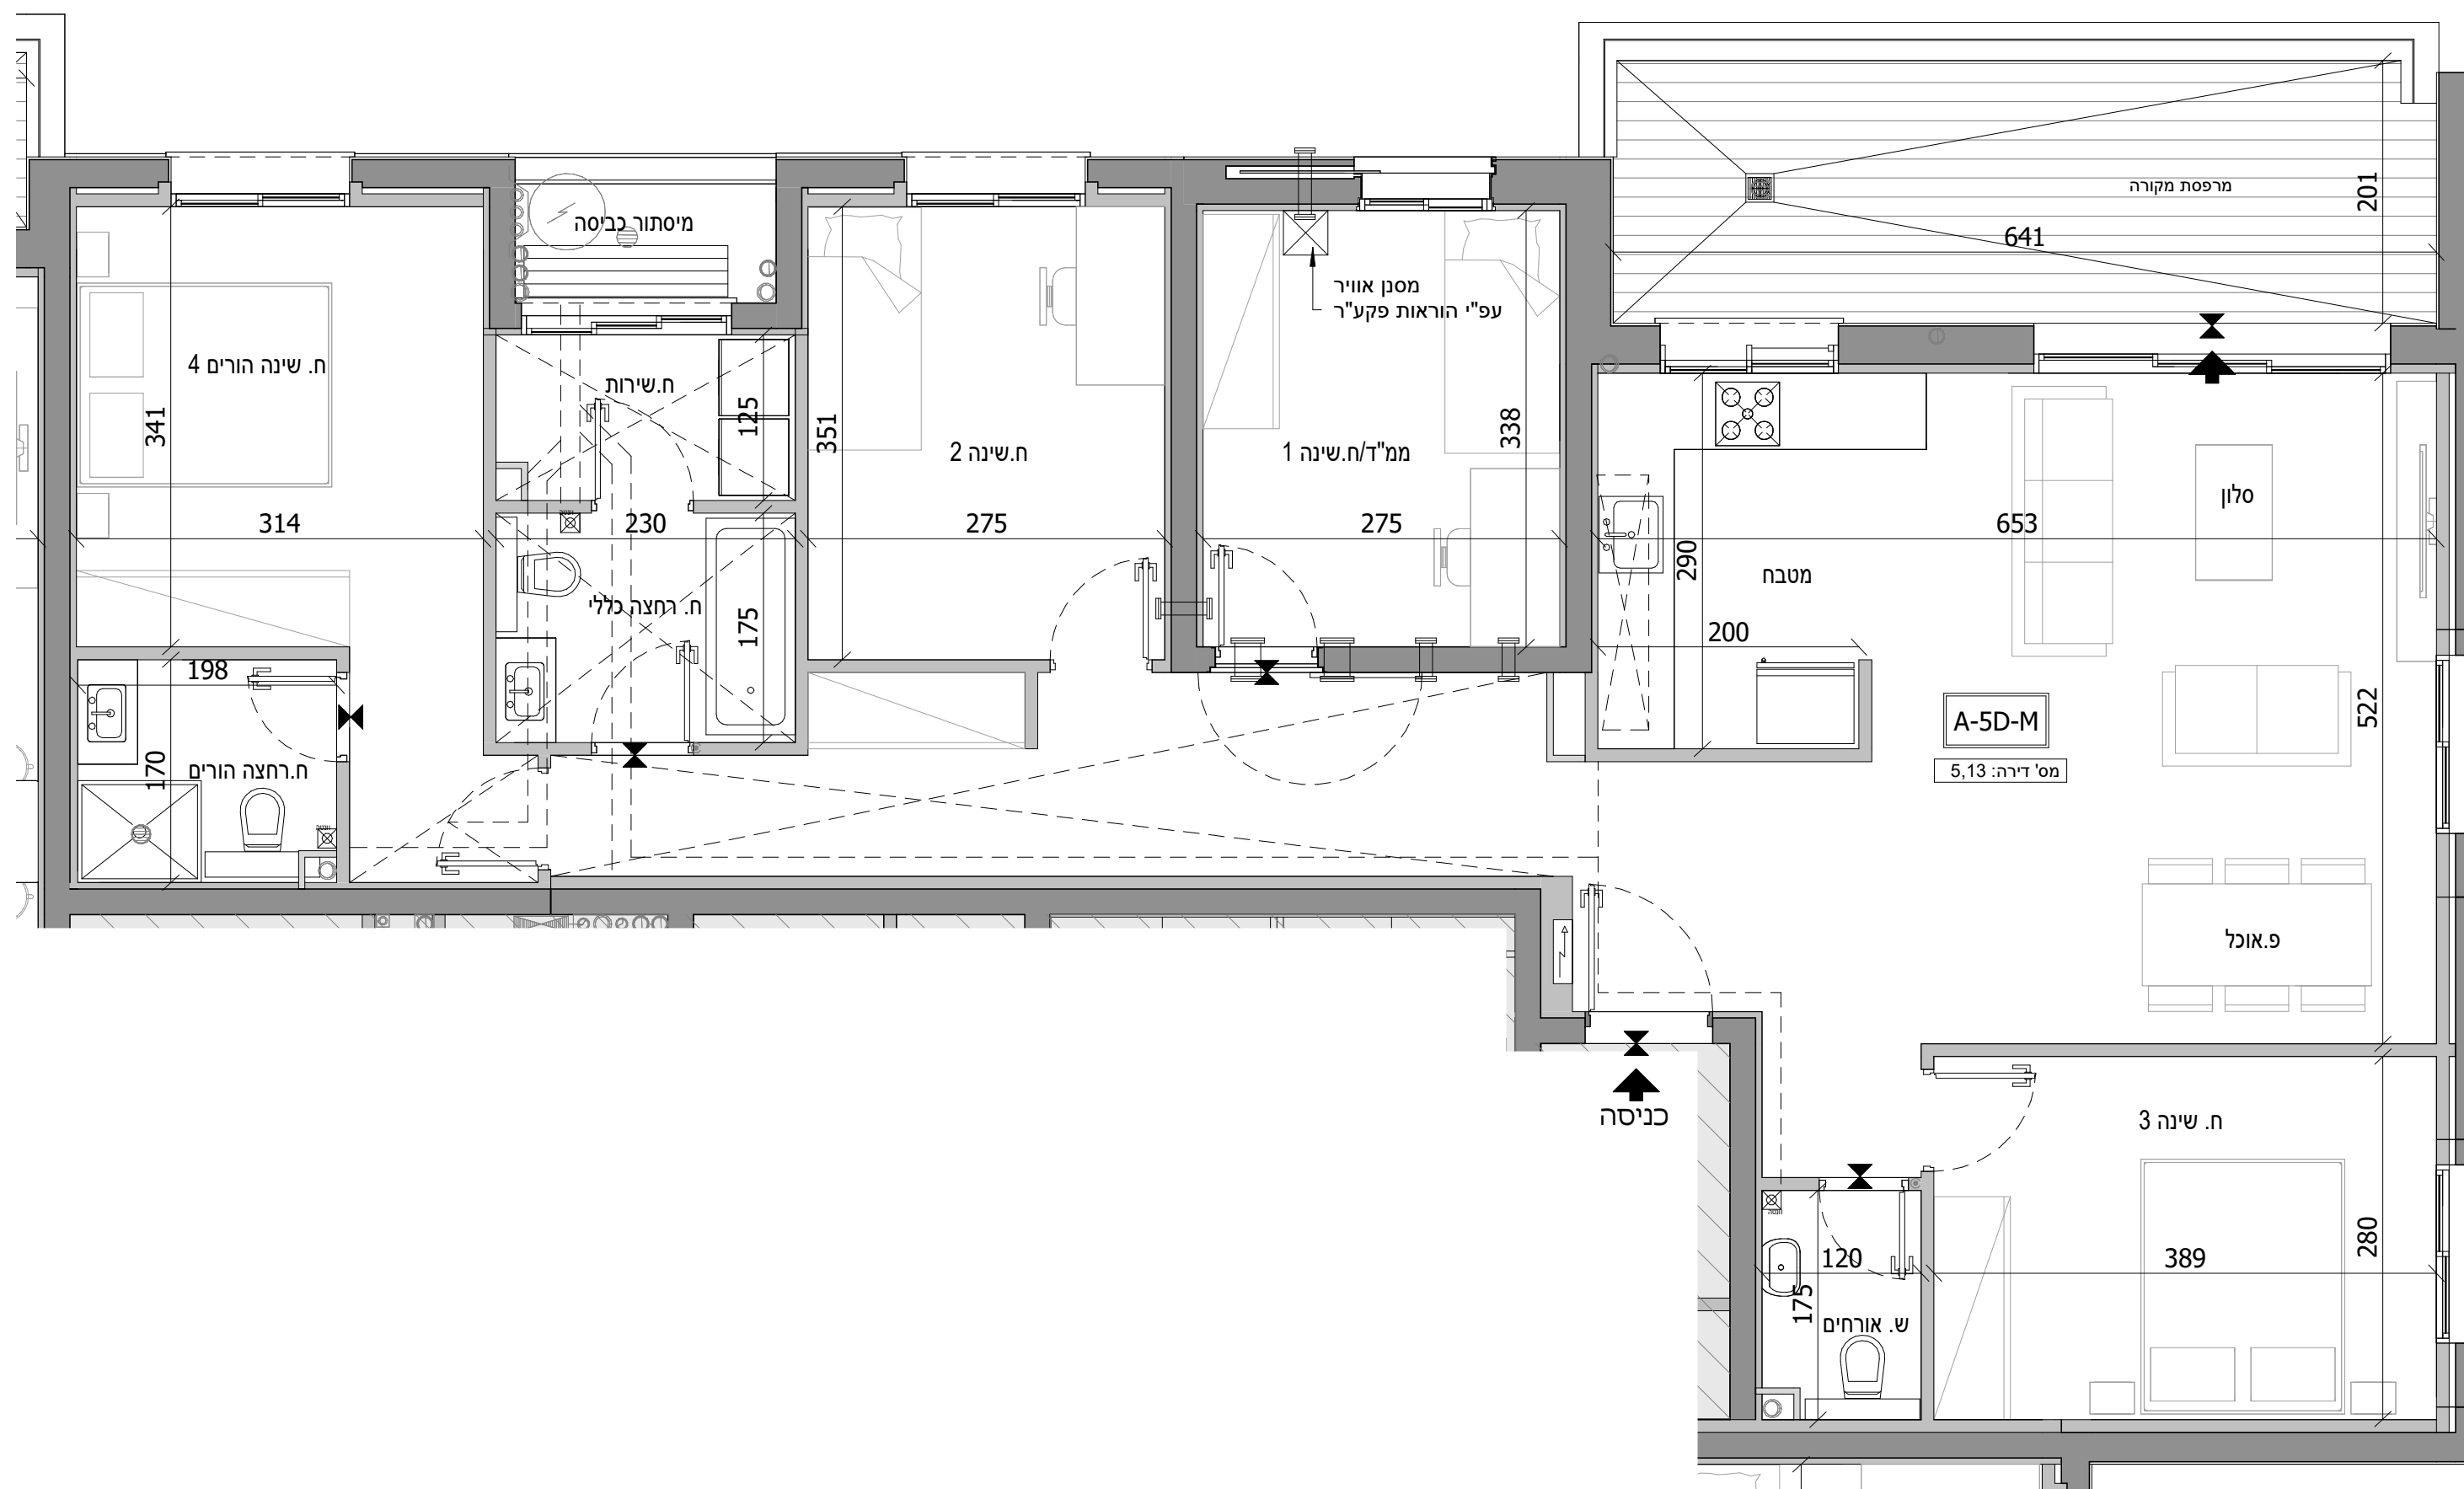 מרפסת מקורה
201
641
מיסתור כביסה
מסנן אוויר
עפ"י הוראות פקע"ר
ח. שינה הורים 4
341
ח.שירות
125
351
ח.שינה 2
338
ממ"ד/ח.שינה 1
סלון
314
230
275
275
653
290
מטבח
ח. רחצה כללי
175
200
198
170
ח.רחצה הורים
522
A-5D-M
מס' דירה: 5,13
פ.אוכל
כניסה
ח. שינה 3
280
120
389
175
ש. אורחים